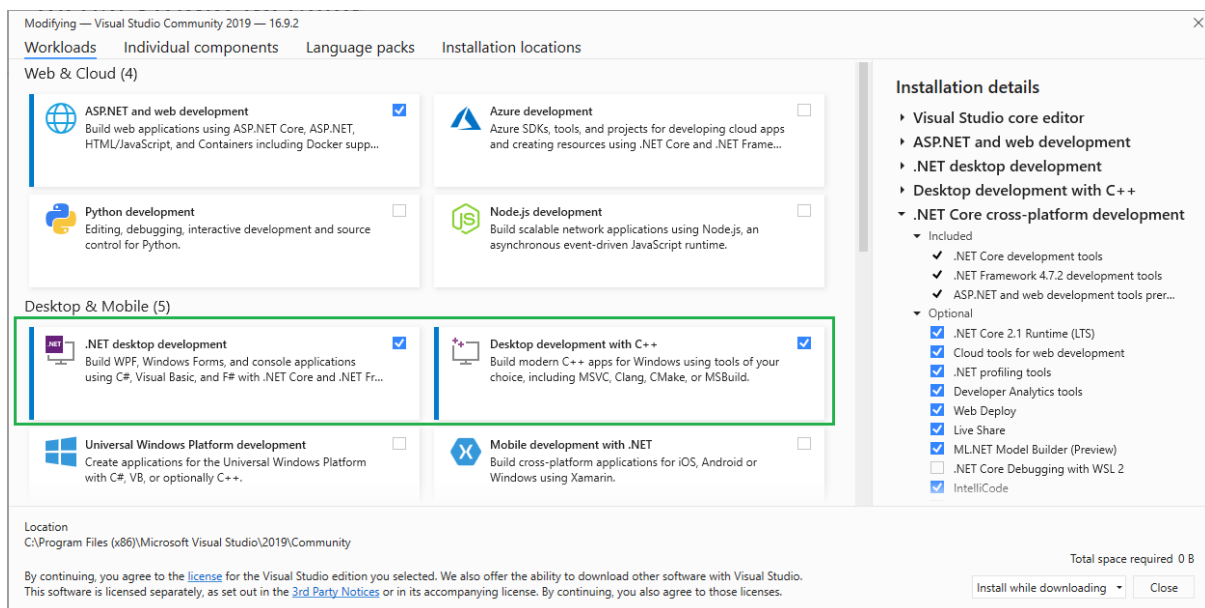 Modifying — Visual Studio Community 2019 — 16.9.2
Workloads
Individual components
Language packs
Installation locations
Web & Cloud (4)
ASP.NET and web development
Build web applications using ASP.NET Core, ASP.NET,
HTML/JavaScript, and Containers including Docker supp...
Azure development
Azure SDKs, tools, and projects for developing cloud apps
and creating resources using .NET Core and .NET Frame...
Python development
Editing, debugging, interactive development and source
control for Python.
Node.js development
Build scalable network applications using Node.js, an
asynchronous event-driven JavaScript runtime.
Desktop & Mobile (5)
.NET
.NET desktop development
Build WPF, Windows Forms, and console applications
using C#, Visual Basic, and F# with .NET Core and .NET Fr...
Desktop development with C++
Build modern C++ apps for Windows using tools of your
choice, including MSVC, Clang, CMake, or MSBuild.
Universal Windows Platform development
Create applications for the Universal Windows Platform
with C#, VB, or optionally C++.
Mobile development with .NET
Build cross-platform applications for iOS, Android or
Windows using Xamarin.
Installation details
Visual Studio core editor
ASP.NET and web development
.NET desktop development
Desktop development with C++
.NET Core cross-platform development
Included
.NET Core development tools
.NET Framework 4.7.2 development tools
ASP.NET and web development tools prer...
Optional
.NET Core 2.1 Runtime (LTS)
Cloud tools for web development
.NET profiling tools
Developer Analytics tools
Web Deploy
Live Share
ML.NET Model Builder (Preview)
.NET Core Debugging with WSL 2
IntelliCode
Location
C:\Program Files (x86)\Microsoft Visual Studio\2019\Community
By continuing, you agree to the license for the Visual Studio edition you selected. We also offer the ability to download other software with Visual Studio.
This software is licensed separately, as set out in the 3rd Party Notices or in its accompanying license. By continuing, you also agree to those licenses.
Total space required 0 B
Install while downloading
Close